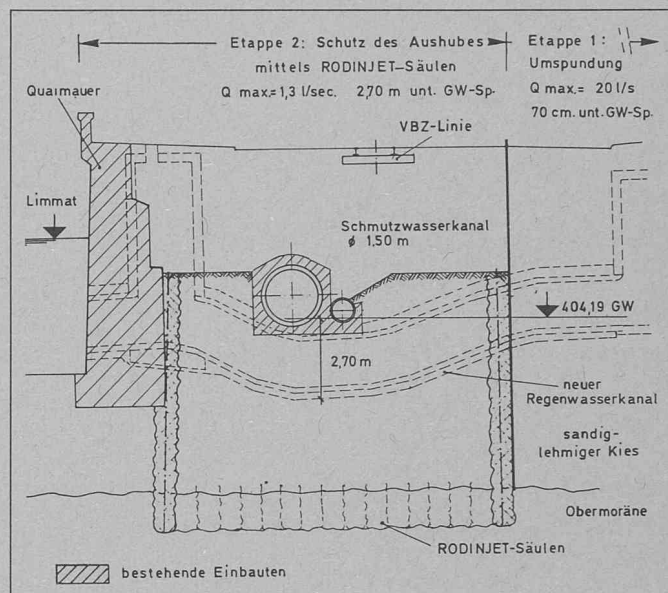 Etappe 2: Schutz des Aushubes
mittels RODINJET-Säulen
Q max.=1,3 l/sec. 2,70 m unt. GW-Sp.
Etappe 1:
Umspundung
Q max.= 20 l/s
70 cm. unt. GW-Sp.
Quaimauer
VBZ-Linie
Limmat
Schmutzwasserkanal
ø 1,50 m
404,19 GW
2,70 m
neuer
Regenwasserkanal
sandig-
lehmiger Kies
Obermoräne
RODINJET-Säulen
bestehende Einbauten